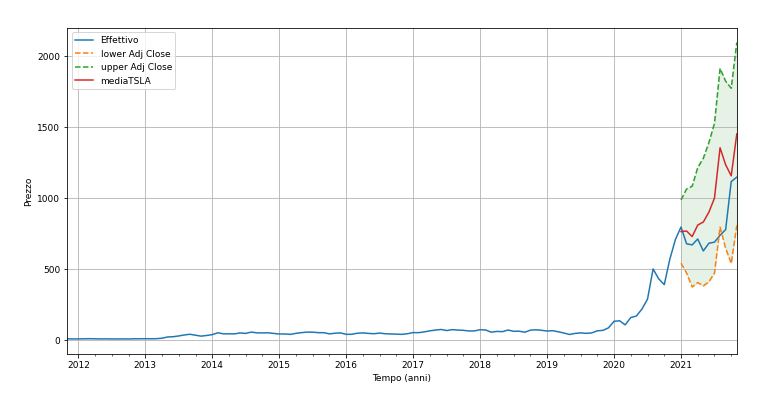 Effettivo
lower Adj Close
upper Adj Close
mediaTSLA
2000
1500
1000
500
0
Prezzo
2012 2013 2014 2015 2016 2017 2018 2019 2020 2021
Tempo (anni)